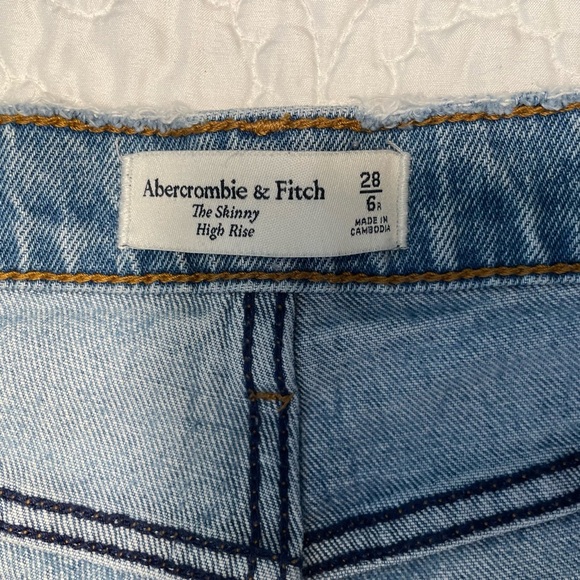 Abercrombie & Fitch
The Skinny
High Rise
28
6R
MADE IN
CAMBODIA